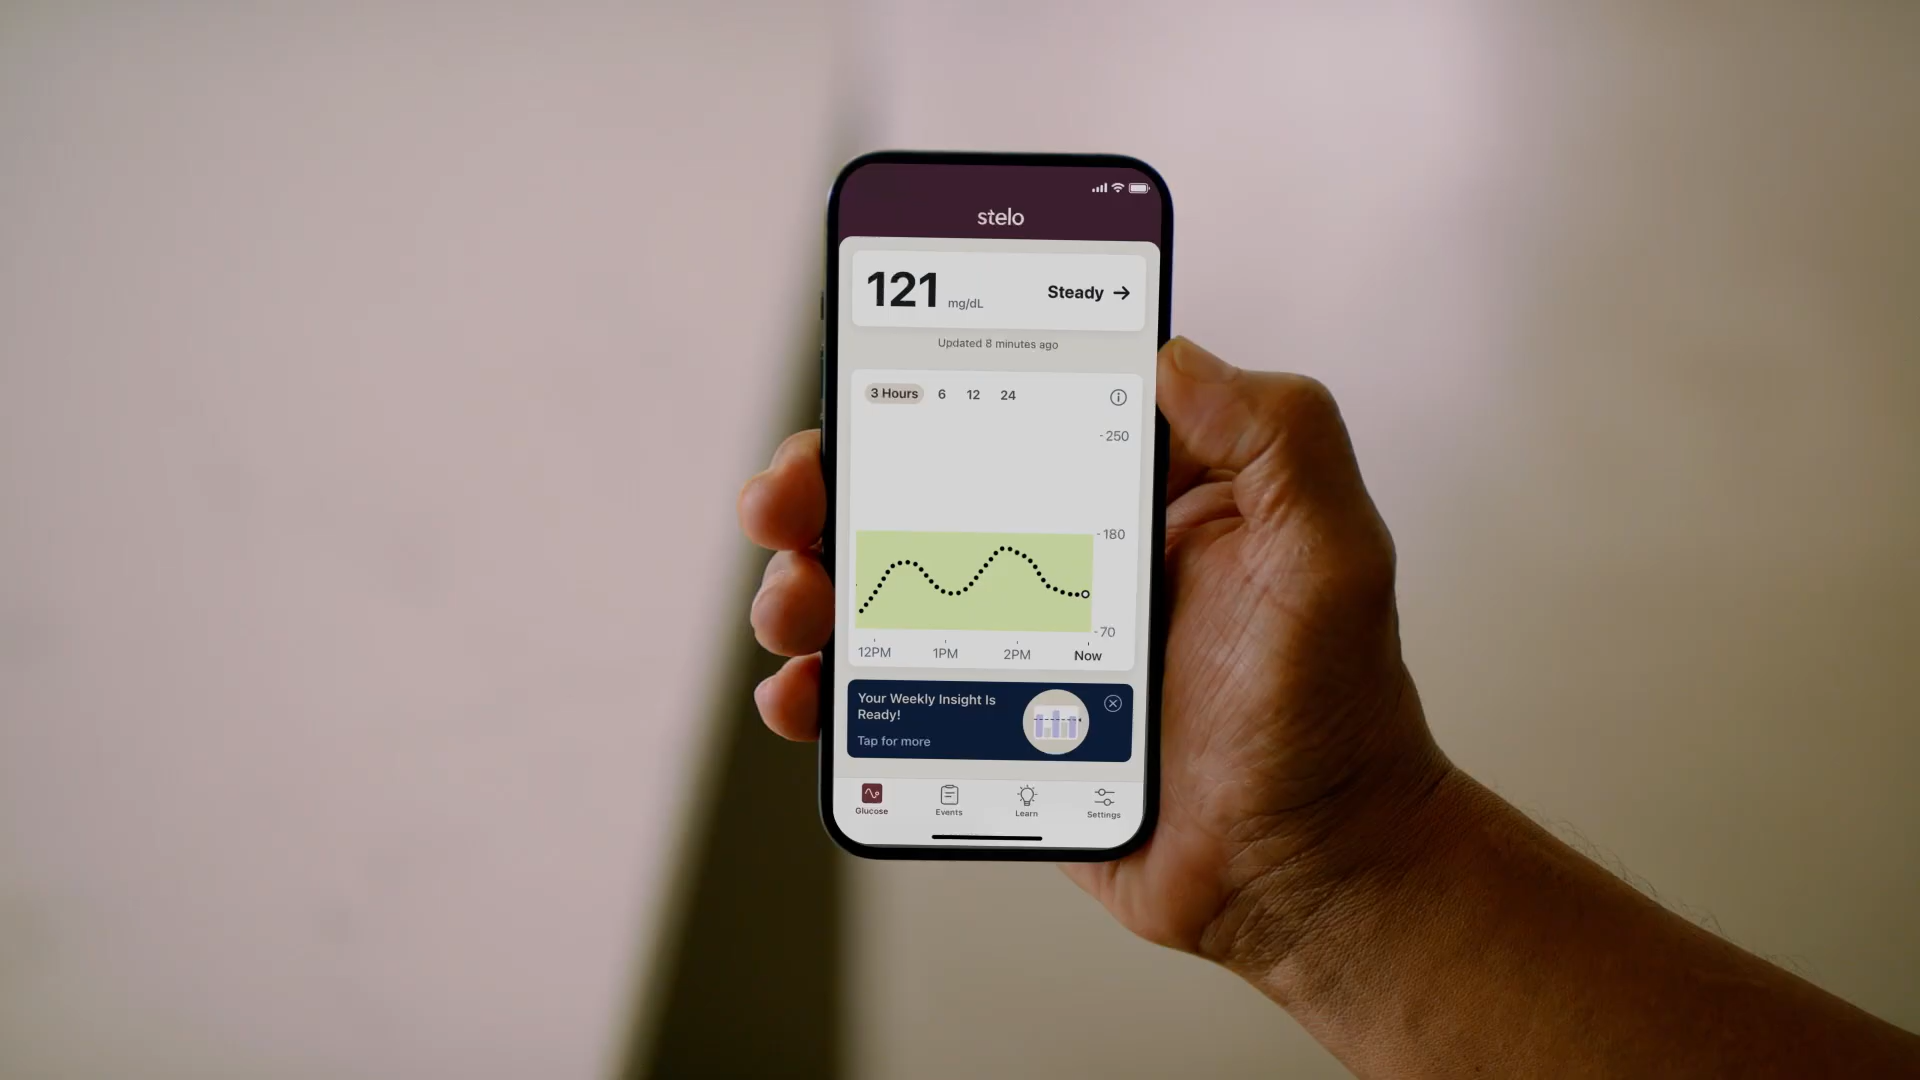 stelo
121 mg/dL Steady →
Updated 8 minutes ago
3 Hours 6 12 24
-250
-180
-70
12PM 1PM 2PM Now
Your Weekly Insight Is
Ready!
Tap for more
Glucose Events Learn Settings